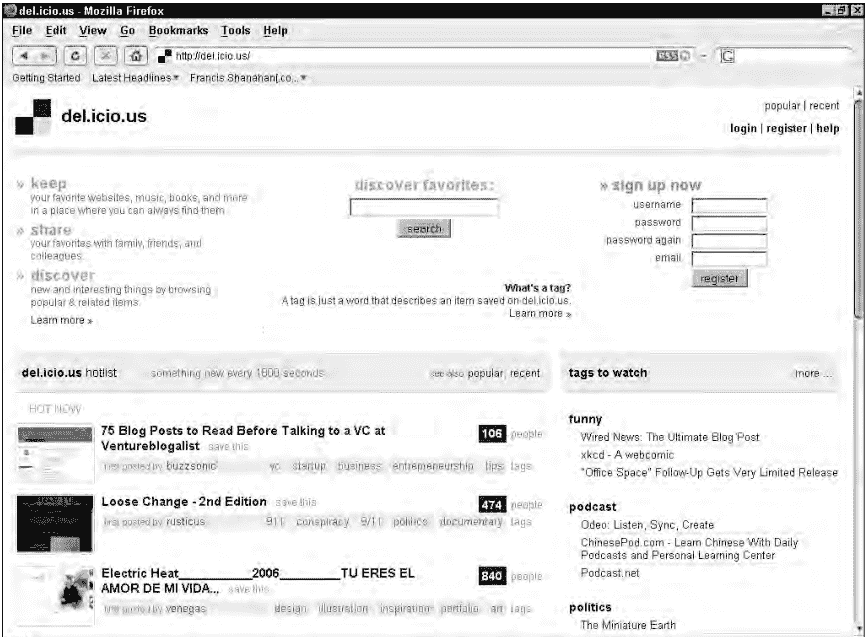 del.icio.us - Mozilla Firefox
File Edit View Go Bookmarks Tools Help
http://del.icio.us/
RSS
G
Getting Started Latest Headlines Francis Shanahan[.co...
del.icio.us
popular | recent
login | register | help
» keep
your favorite websites, music, books, and more
in a place where you can always find them
» share
your favorites with family, friends, and
colleagues.
» discover
new and interesting things by browsing
popular & related items.
Learn more »
discover favorites:
search
What's a tag?
A tag is just a word that describes an item saved on del.icio.us.
Learn more »
» sign up now
username
password
password again
email
register
del.icio.us hotlist something new every 1800 seconds see also popular, recent
HOT NOW
75 Blog Posts to Read Before Talking to a VC at
Ventureblogalist save this
106 people
first posted by buzzsonic vc startup business entrepreneurship tips tags
Loose Change - 2nd Edition save this
474 people
first posted by rusticus 911 conspiracy 9/11 politics documentary tags
Electric Heat___________2006_________TU ERES EL
AMOR DE MI VIDA... save this
840 people
first posted by venegas design illustration inspiration portfolio art tags
tags to watch more ...
funny
Wired News: The Ultimate Blog Post
xkcd - A webcomic
"Office Space" Follow-Up Gets Very Limited Release
podcast
Odeo: Listen, Sync, Create
ChinesePod.com - Learn Chinese With Daily
Podcasts and Personal Learning Center
Podcast.net
politics
The Miniature Earth